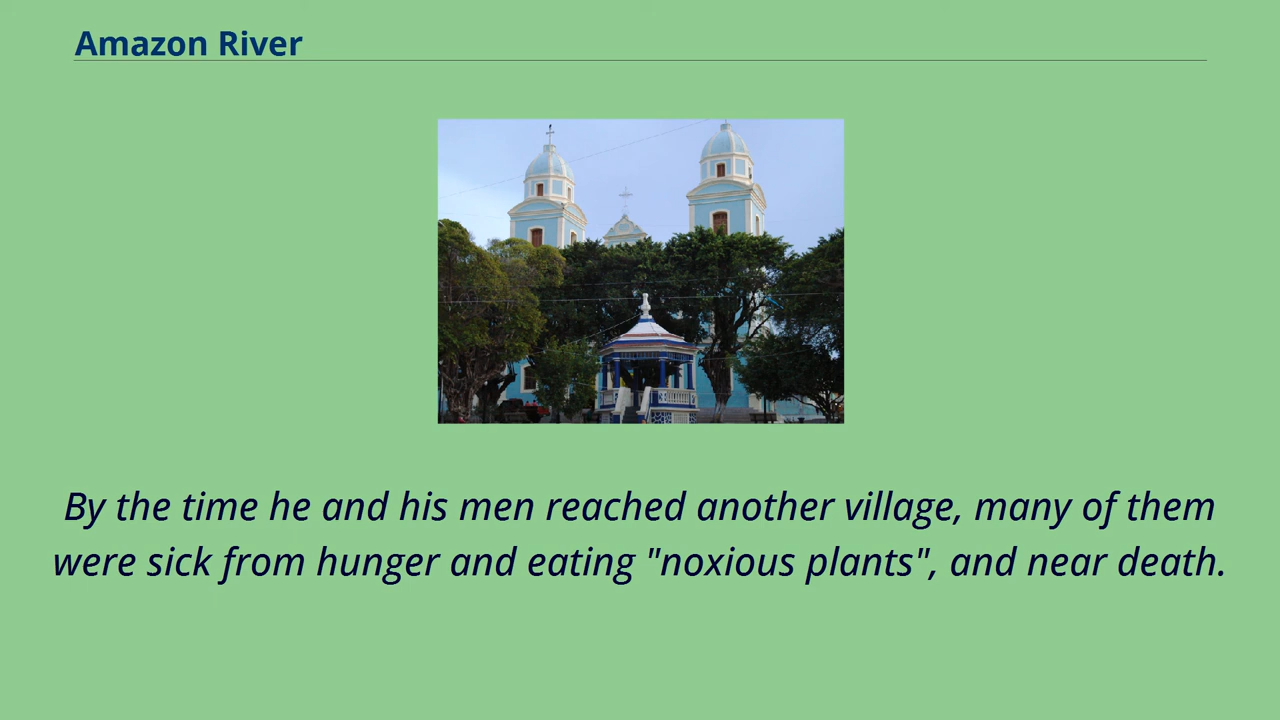 Amazon River
By the time he and his men reached another village, many of them
were sick from hunger and eating "noxious plants", and near death.